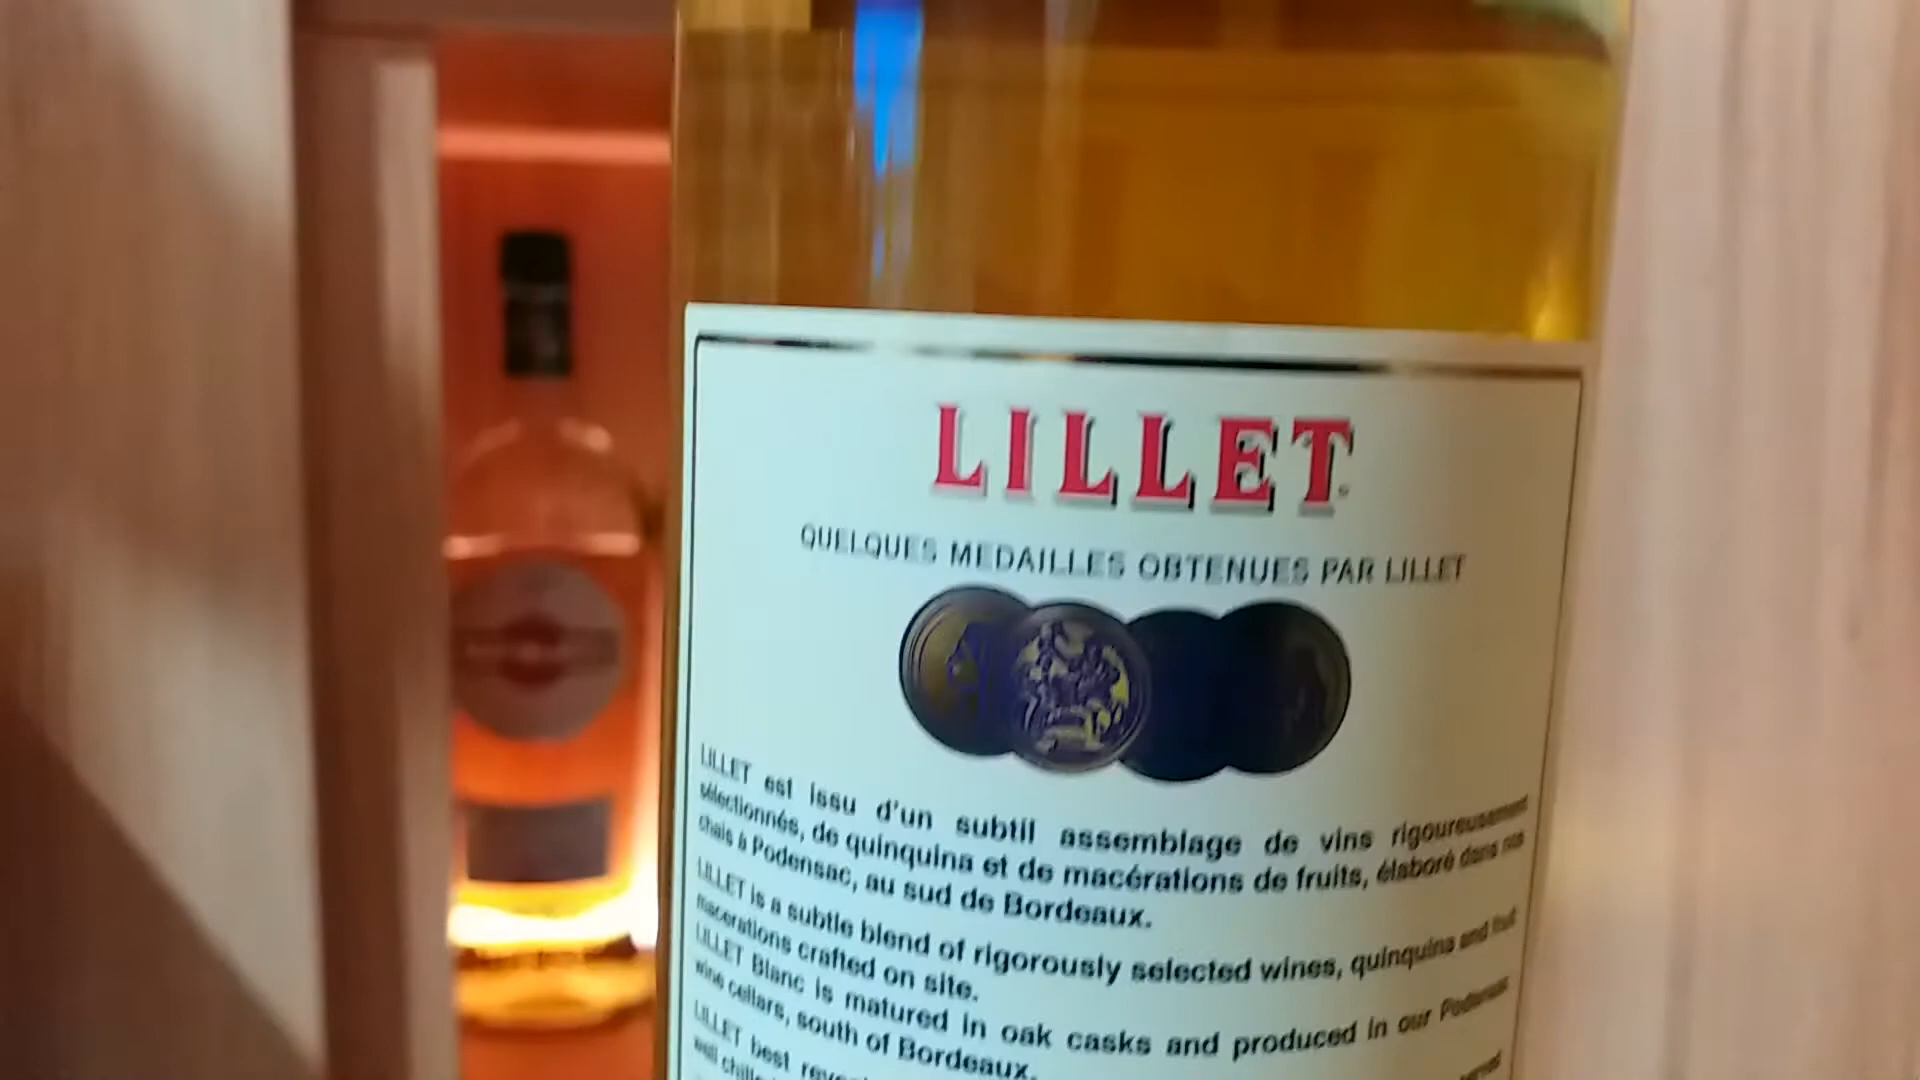 LILLET
QUELQUES MEDAILLES OBTENUES PAR LILLET
LILLET est issu d'un subtil assemblage de vins rigoureusement
sélectionnés, de quinquina et de macérations de fruits, élaboré dans nos
chais à Podensac, au sud de Bordeaux.
LILLET is a subtle blend of rigorously selected wines, quinquina and fruit
macerations crafted on site.
LILLET Blanc is matured in oak casks and produced in our Podensac
wine cellars, south of Bordeaux.
LILLET best served
well